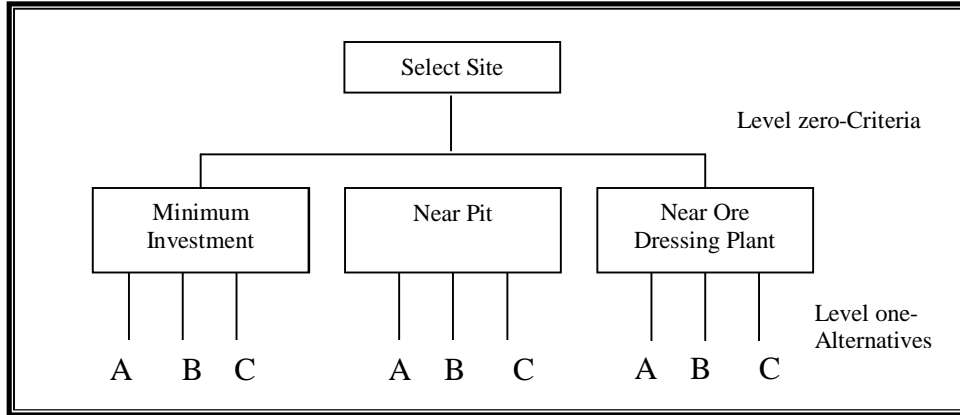 Select Site
Level zero-Criteria
Minimum
Investment
Near Pit
Near Ore
Dressing Plant
Level one-
Alternatives
A B C A B C A B C